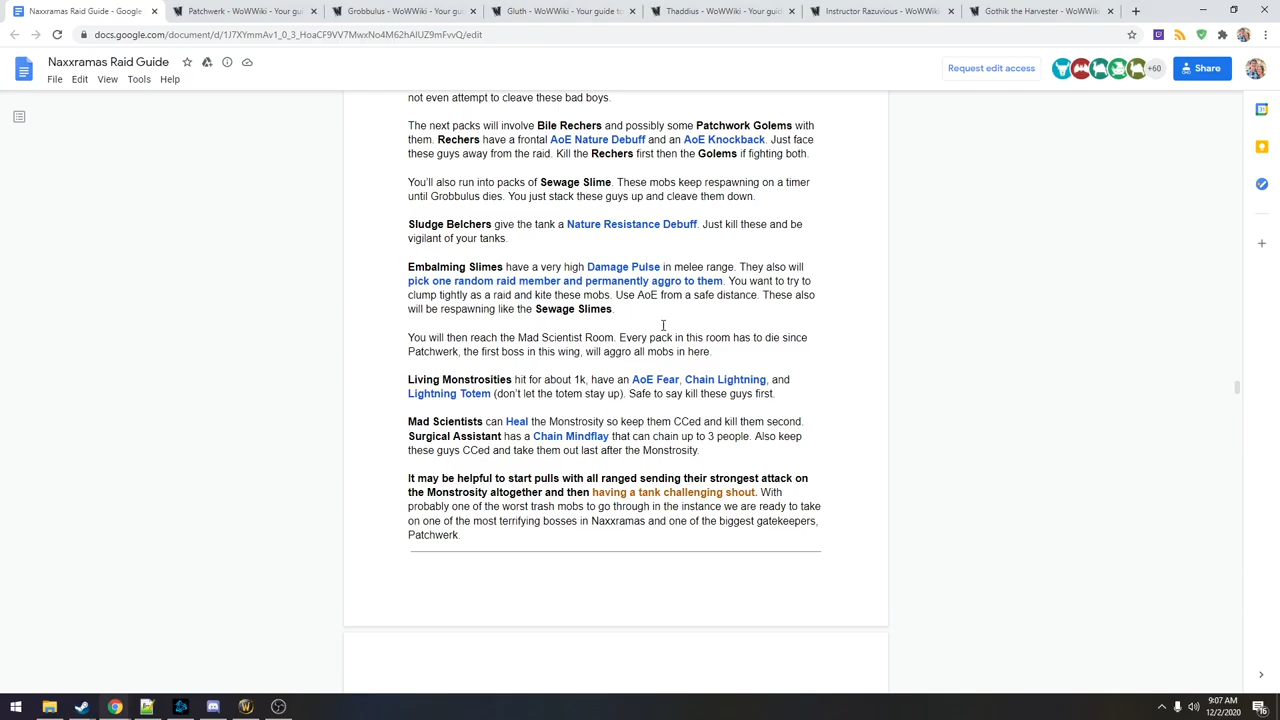 Naxxramas Raid Guide - Google
Patchwerk - WoWWiki - Your gu
Grobbulus - WoWWiki - Your g
Gluth - WoWWiki - Your guide to
Thaddius - WoWWiki - Your guid
Instructor Razuvious - WoWWiki
Gothik the Harvester - WoWWiki
docs.google.com/document/d/1J7XYmmAv1_0_3_HoaCF9VV7MwxNo4M62hAIUZ9mFvvQ/edit
Naxxramas Raid Guide
File Edit View Tools Help
Request edit access
+60
Share
not even attempt to cleave these bad boys.
The next packs will involve Bile Rechers and possibly some Patchwork Golems with
them. Rechers have a frontal AoE Nature Debuff and an AoE Knockback. Just face
these guys away from the raid. Kill the Rechers first then the Golems if fighting both.
You'll also run into packs of Sewage Slime. These mobs keep respawning on a timer
until Grobbulus dies. You just stack these guys up and cleave them down.
Sludge Belchers give the tank a Nature Resistance Debuff. Just kill these and be
vigilant of your tanks.
Embalming Slimes have a very high Damage Pulse in melee range. They also will
pick one random raid member and permanently aggro to them. You want to try to
clump tightly as a raid and kite these mobs. Use AoE from a safe distance. These also
will be respawning like the Sewage Slimes.
You will then reach the Mad Scientist Room. Every pack in this room has to die since
Patchwerk, the first boss in this wing, will aggro all mobs in here.
Living Monstrosities hit for about 1k, have an AoE Fear, Chain Lightning, and
Lightning Totem (don't let the totem stay up). Safe to say kill these guys first.
Mad Scientists can Heal the Monstrosity so keep them CCed and kill them second.
Surgical Assistant has a Chain Mindflay that can chain up to 3 people. Also keep
these guys CCed and take them out last after the Monstrosity.
It may be helpful to start pulls with all ranged sending their strongest attack on
the Monstrosity altogether and then having a tank challenging shout. With
probably one of the worst trash mobs to go through in the instance we are ready to take
on one of the most terrifying bosses in Naxxramas and one of the biggest gatekeepers,
Patchwerk.
9:07 AM
12/2/2020